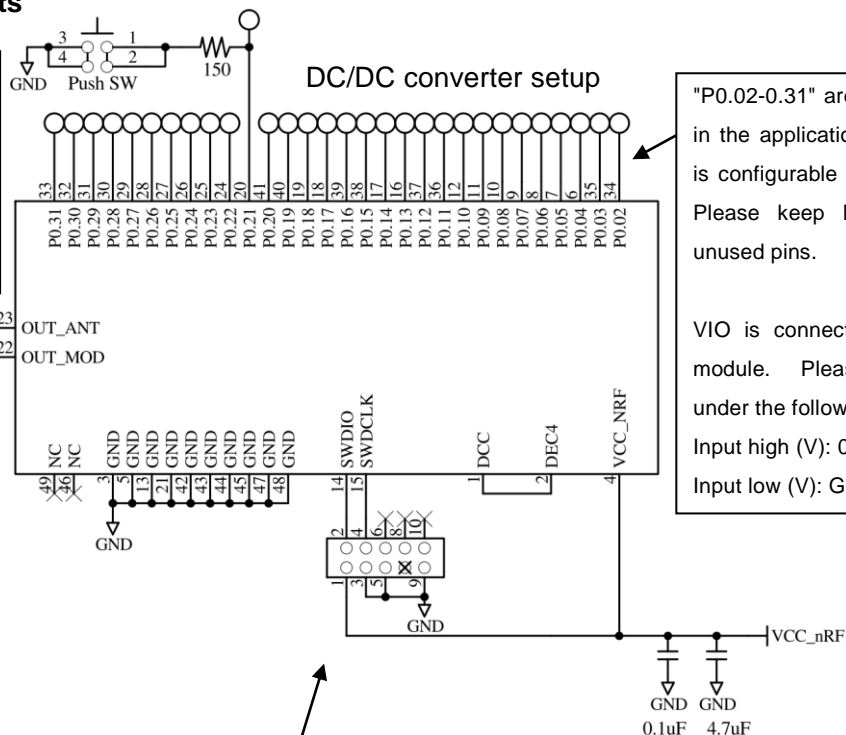 ts
3
1
4
2
GND
Push SW
150
DC/DC converter setup
33 32 31 30 29 28 27 26 25 24 20 41 40 19 18 39 38 17 16 37 36 12 11 10 9 8 7 6 35 34
P0.31 P0.30 P0.29 P0.28 P0.27 P0.26 P0.25 P0.24 P0.23 P0.22 P0.21 P0.20 P0.19 P0.18 P0.17 P0.16 P0.15 P0.14 P0.13 P0.12 P0.11 P0.10 P0.09 P0.08 P0.07 P0.06 P0.05 P0.04 P0.03 P0.02
"P0.02-0.31" are
in the application
is configurable
Please keep
unused pins.
VIO is connect
module. Pleas
under the follow
Input high (V): 0
Input low (V): G
23 OUT_ANT
22 OUT_MOD
NC NC GND GND GND GND GND GND GND GND GND GND SWDIO SWDCLK DCC DEC4 VCC_NRF
49 46 3 5 13 21 42 43 44 45 47 48 14 15 1 2 4
GND
2 4 6 8 10
1 3 5 9
GND
VCC_nRF
GND GND
0.1uF 4.7uF